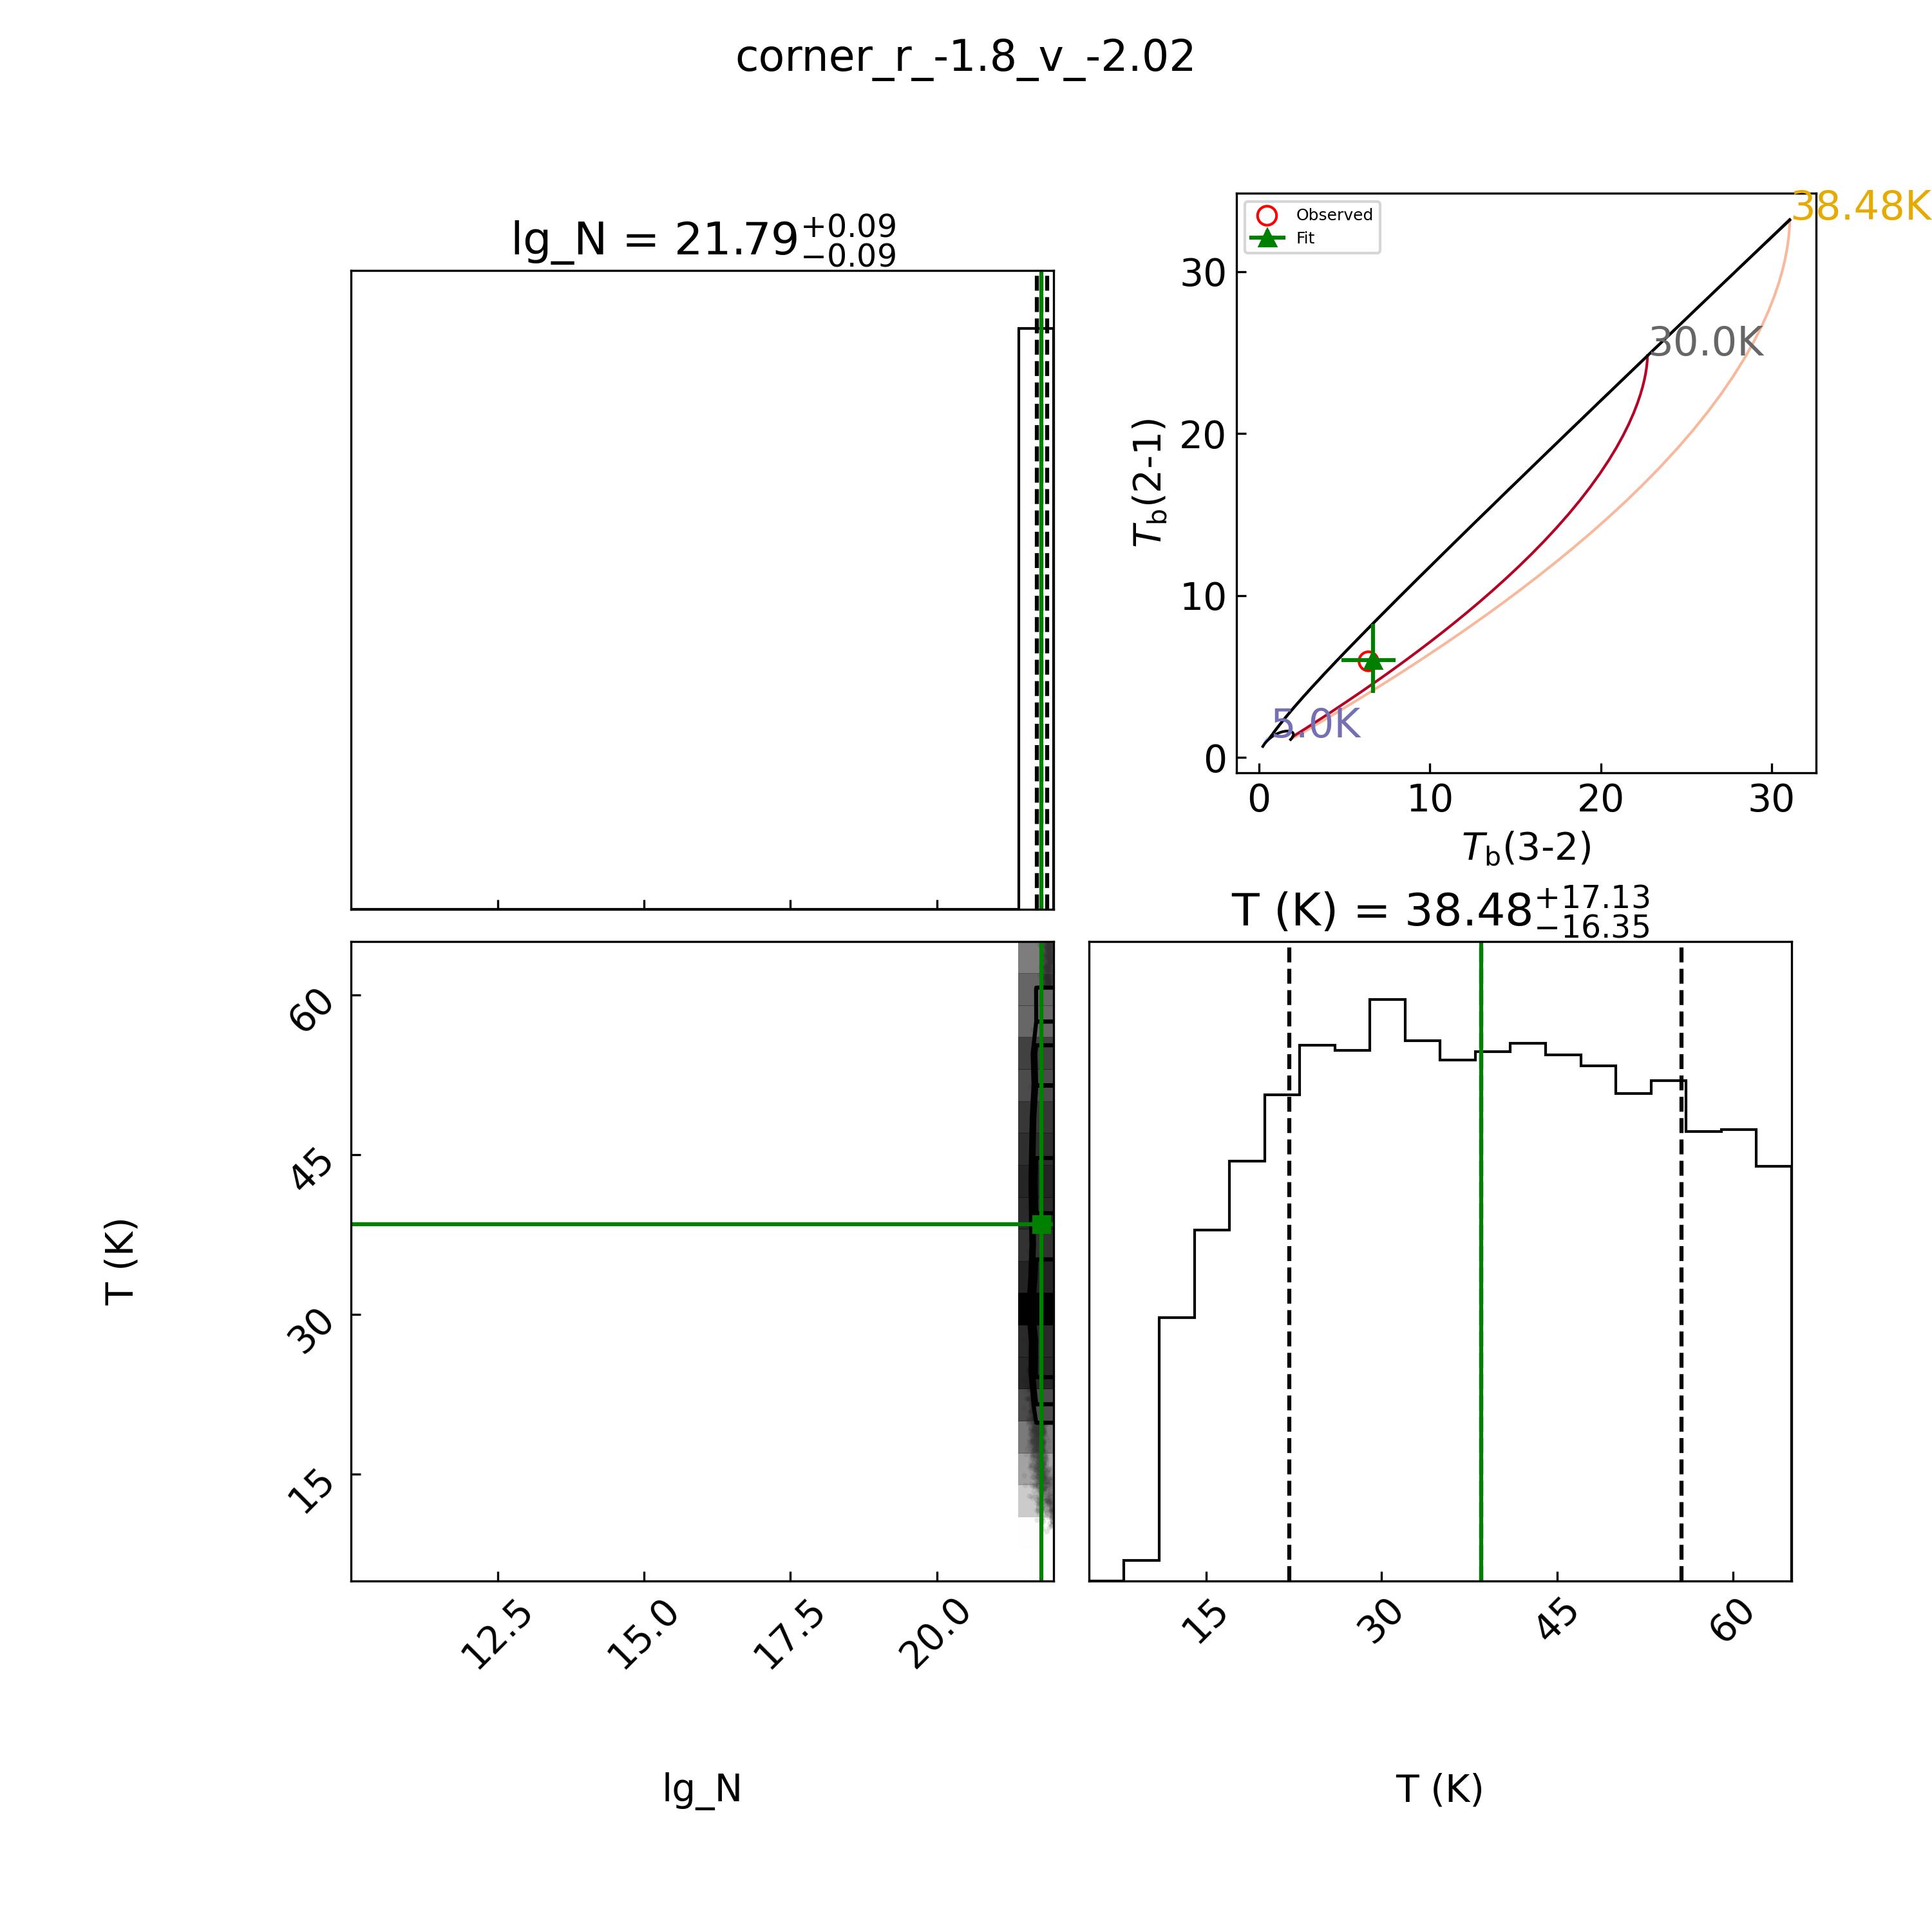 corner_r_-1.8_v_-2.02
lg_N = 21.79 +0.09 −0.09
38.48K
Observed
Fit
30
30.0K
20
10
5.0K
0
T_b(2-1)
0 10 20 30
T_b(3-2)
T (K) = 38.48 +17.13 −16.35
60
45
30
15
T (K)
12.5 15.0 17.5 20.0
15 30 45 60
lg_N
T (K)